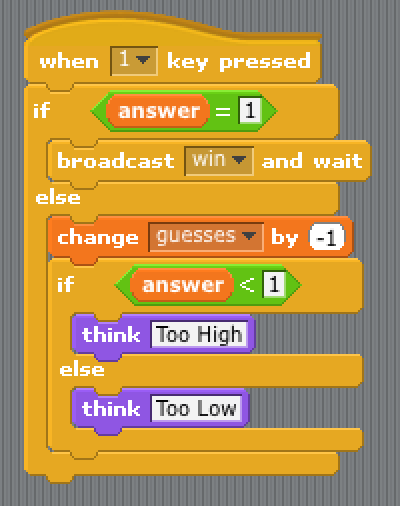 when 1 key pressed
if answer = 1
broadcast win and wait
else
change guesses by -1
if answer < 1
think Too High
else
think Too Low